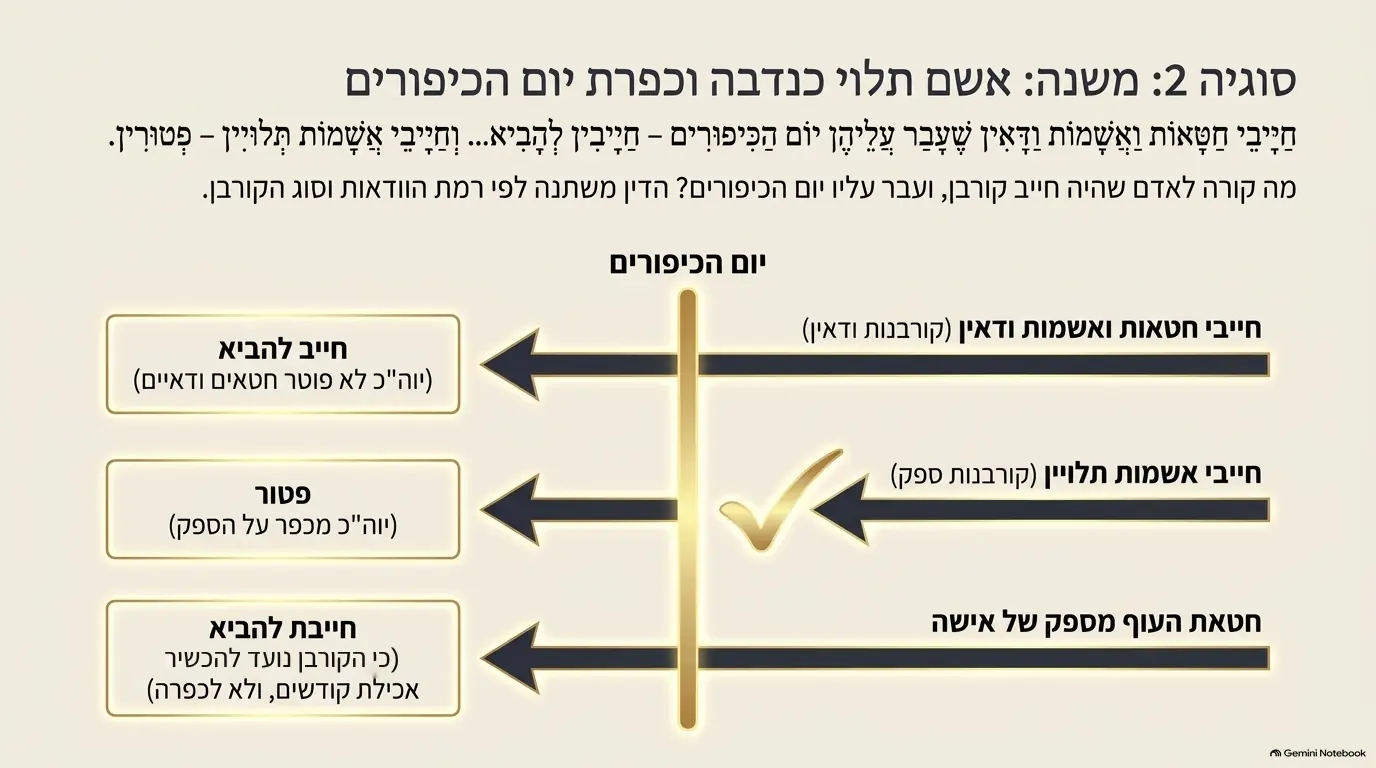 סוגיה 2: משנה: אשם תלוי כנדבה וכפרת יום הכיפורים
חַיָּיבֵי חַטָּאוֹת וַאֲשָׁמוֹת וַדָּאִין שֶׁעָבַר עֲלֵיהֶן יוֹם הַכִּיפּוּרִים – חַיָּיבִין לְהָבִיא... וְחַיָּיבֵי אֲשָׁמוֹת תְּלוּיִין – פְּטוּרִין.
מה קורה לאדם שהיה חייב קורבן, ועבר עליו יום הכיפורים? הדין משתנה לפי רמת הוודאות וסוג הקורבן.
יום הכיפורים
חייבי חטאות ואשמות ודאין (קורבנות ודאין)
חייב להביא
(יוה"כ לא פוטר חטאים ודאיים)
חייבי אשמות תלויין (קורבנות ספק)
פטור
(יוה"כ מכפר על הספק)
חטאת העוף מספק של אישה
חייבת להביא
(כי הקורבן נועד להכשיר
אכילת קודשים, ולא לכפרה)
Gemini Notebook